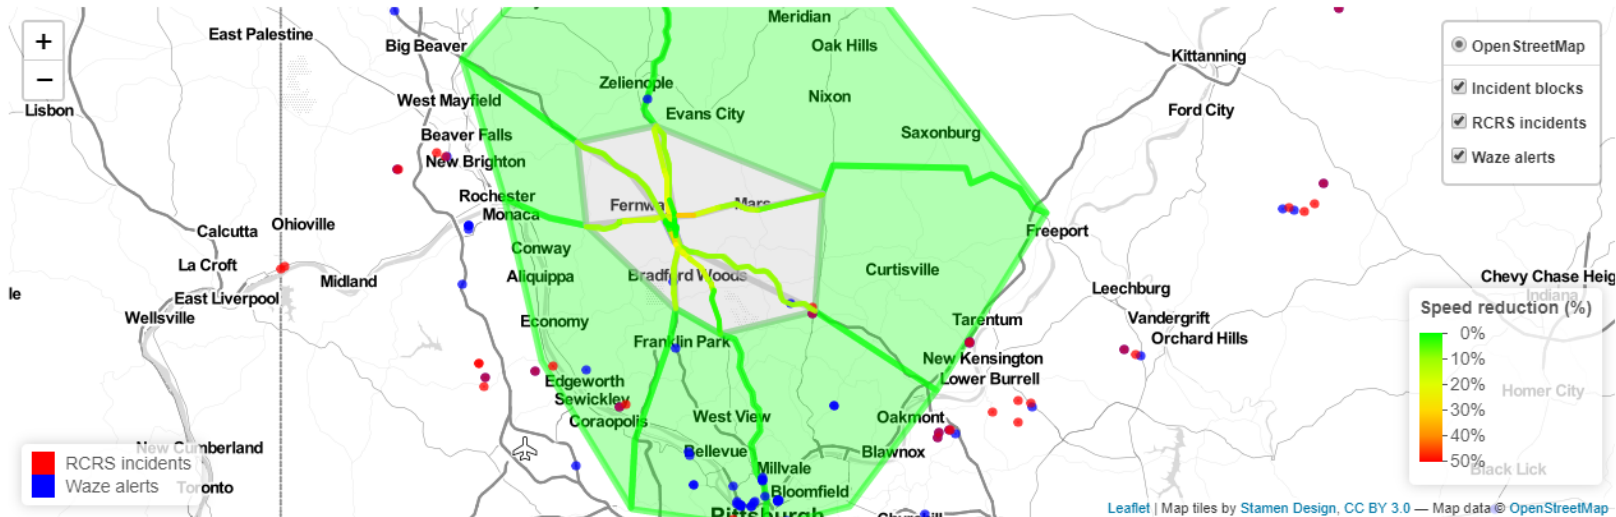 +
−
East Palestine
Big Beaver
Meridian
Oak Hills
Kittanning
OpenStreetMap
Incident blocks
RCRS incidents
Waze alerts
Lisbon
West Mayfield
Zelienople
Evans City
Nixon
Ford City
Beaver Falls
New Brighton
Saxonburg
Rochester
Monaca
Fernwa
Mars
Calcutta
Ohioville
Conway
Freeport
La Croft
Midland
Aliquippa
Bradford Woods
Curtisville
Chevy Chase Heig
Indiana
le
East Liverpool
Wellsville
Leechburg
Economy
Tarentum
Vandergrift
Orchard Hills
Franklin Park
New Kensington
Lower Burrell
Speed reduction (%)
0%
10%
20%
30%
40%
50%
Homer City
Edgeworth
Sewickley
Coraopolis
West View
Oakmont
Blawnox
New Cumberland
Bellevue
Millvale
Bloomfield
Black Lick
RCRS incidents
Waze alerts
Toronto
Pittsburgh
Churchill
Leaflet | Map tiles by Stamen Design, CC BY 3.0 — Map data © OpenStreetMap